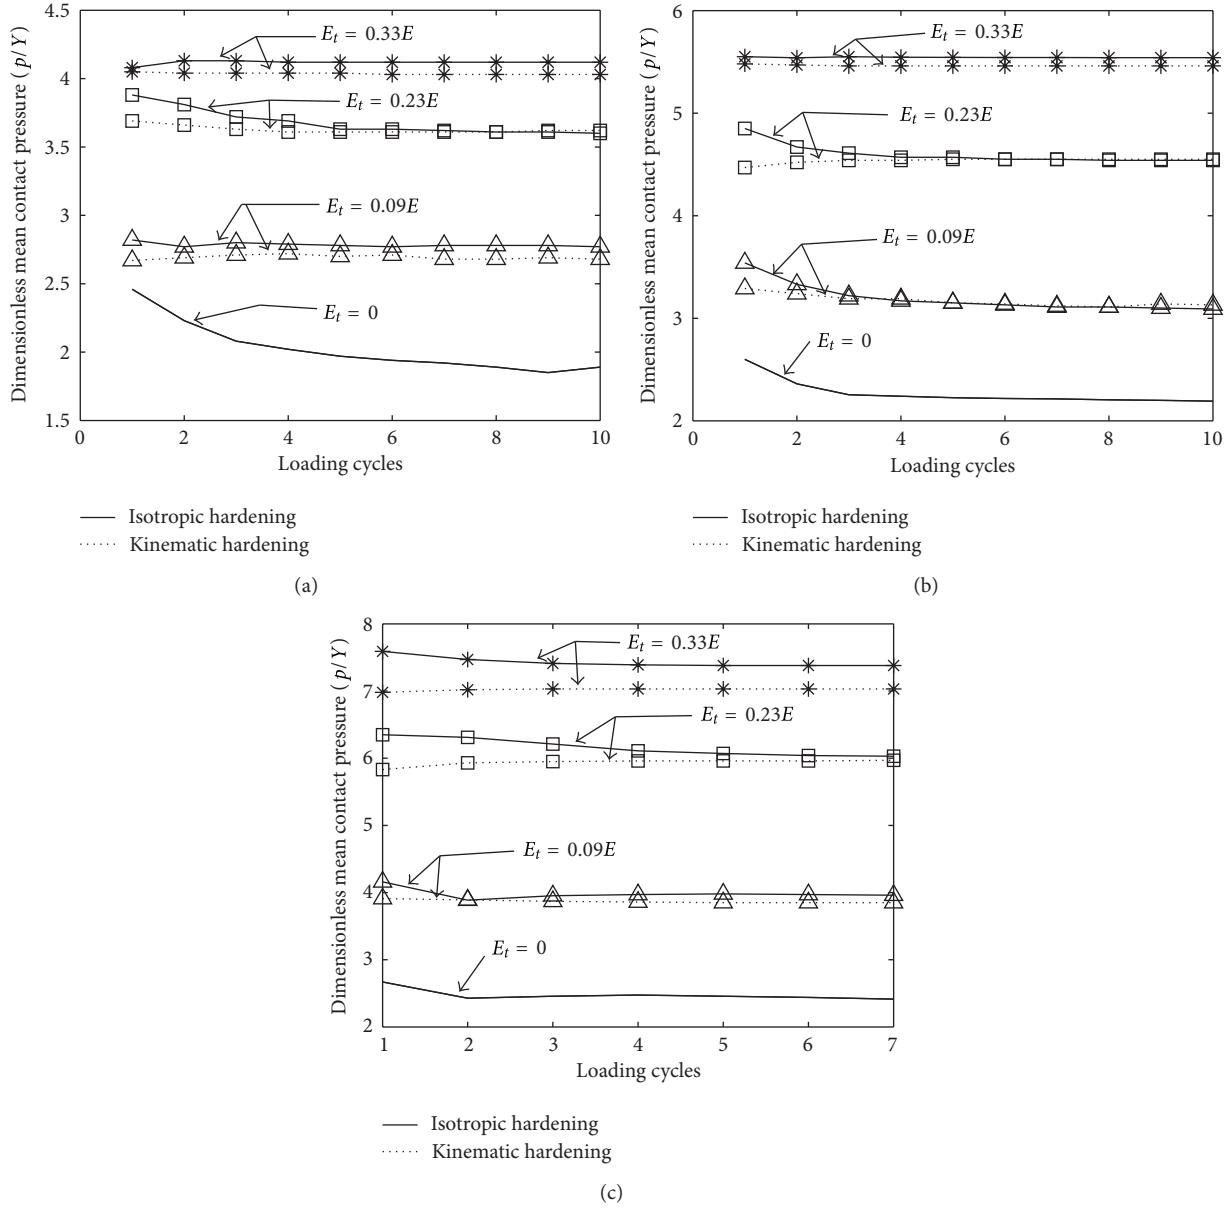 Dimensionless mean contact pressure (p/Y)
4.5
4
3.5
3
2.5
2
1.5
0
2
4
6
8
10
E_t = 0.33E
E_t = 0.23E
E_t = 0.09E
E_t = 0
Loading cycles
Isotropic hardening
Kinematic hardening
(a)
Dimensionless mean contact pressure (p/Y)
6
5
4
3
2
0
2
4
6
8
10
E_t = 0.33E
E_t = 0.23E
E_t = 0.09E
E_t = 0
Loading cycles
Isotropic hardening
Kinematic hardening
(b)
Dimensionless mean contact pressure (p/Y)
8
7
6
5
4
3
2
1
2
3
4
5
6
7
E_t = 0.33E
E_t = 0.23E
E_t = 0.09E
E_t = 0
Loading cycles
Isotropic hardening
Kinematic hardening
(c)